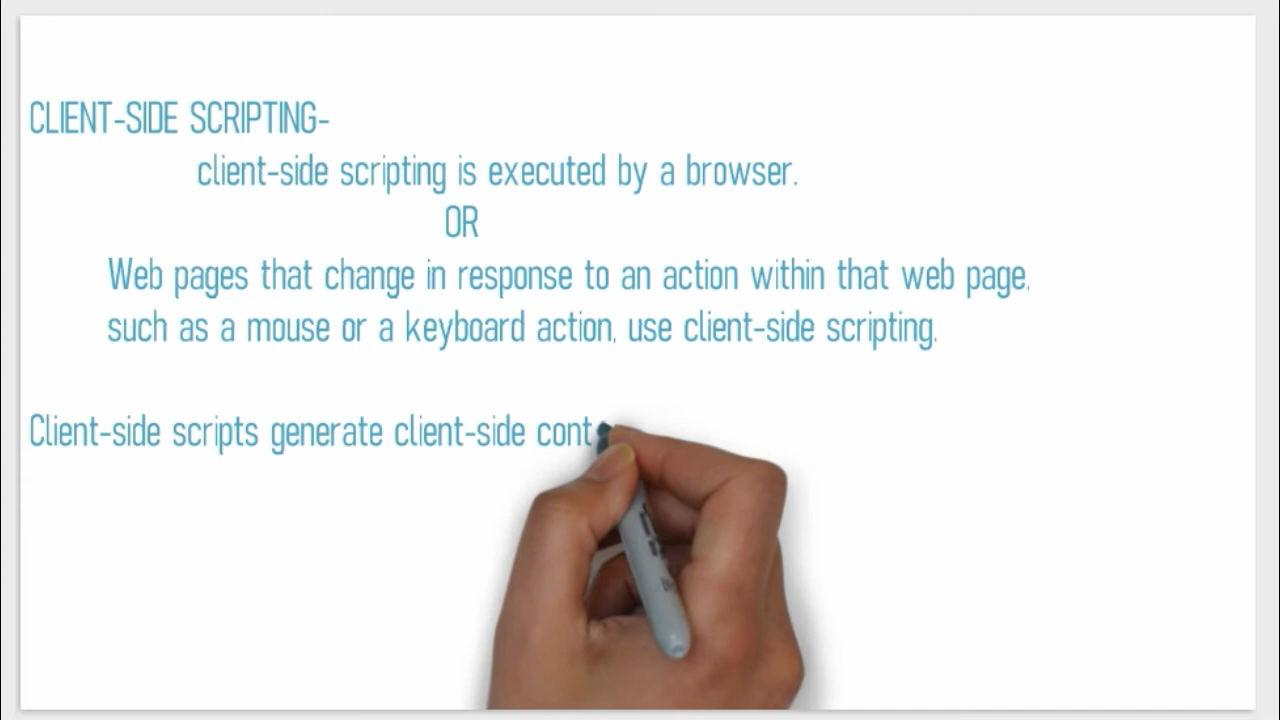 CLIENT-SIDE SCRIPTING-
client-side scripting is executed by a browser.
OR
Web pages that change in response to an action within that web page,
such as a mouse or a keyboard action, use client-side scripting.
Client-side scripts generate client-side cont